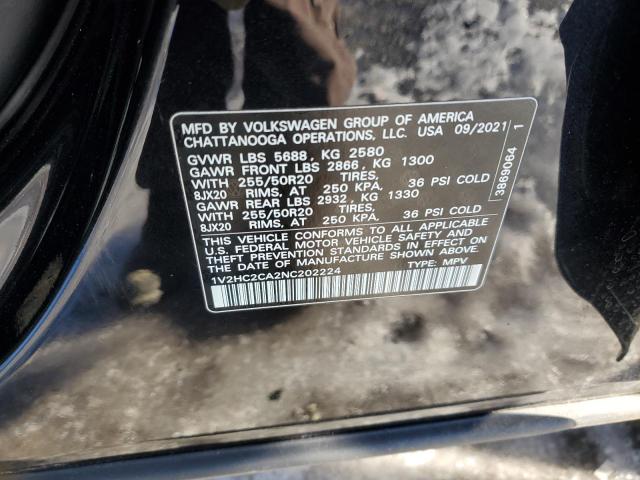 MFD BY VOLKSWAGEN GROUP OF AMERICA
CHATTANOOGA OPERATIONS, LLC. USA 09/2021
GVWR LBS 5688, KG 2580
GAWR FRONT LBS 2866, KG 1300
WITH 255/50R20 TIRES,
8JX20 RIMS, AT 250 KPA, 36 PSI COLD
GAWR REAR LBS 2932, KG 1330
WITH 255/50R20 TIRES,
8JX20 RIMS, AT 250 KPA, 36 PSI COLD
THIS VEHICLE CONFORMS TO ALL APPLICABLE
U.S. FEDERAL MOTOR VEHICLE SAFETY AND
THEFT PREVENTION STANDARDS IN EFFECT ON
THE DATE OF MANUFACTURE SHOWN ABOVE
1V2HC2CA2NC202224 TYPE: MPV
3869064 1